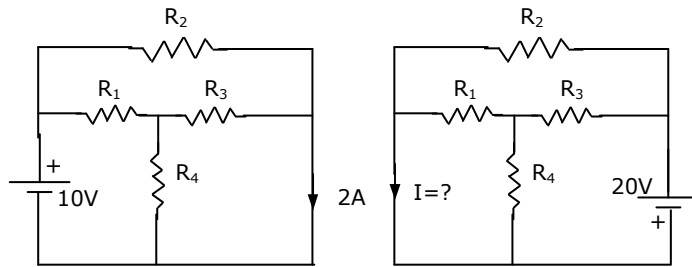 R₂
R₁ R₃
R₄
+
10V
2A
R₂
R₁ R₃
R₄
I=?
20V
+